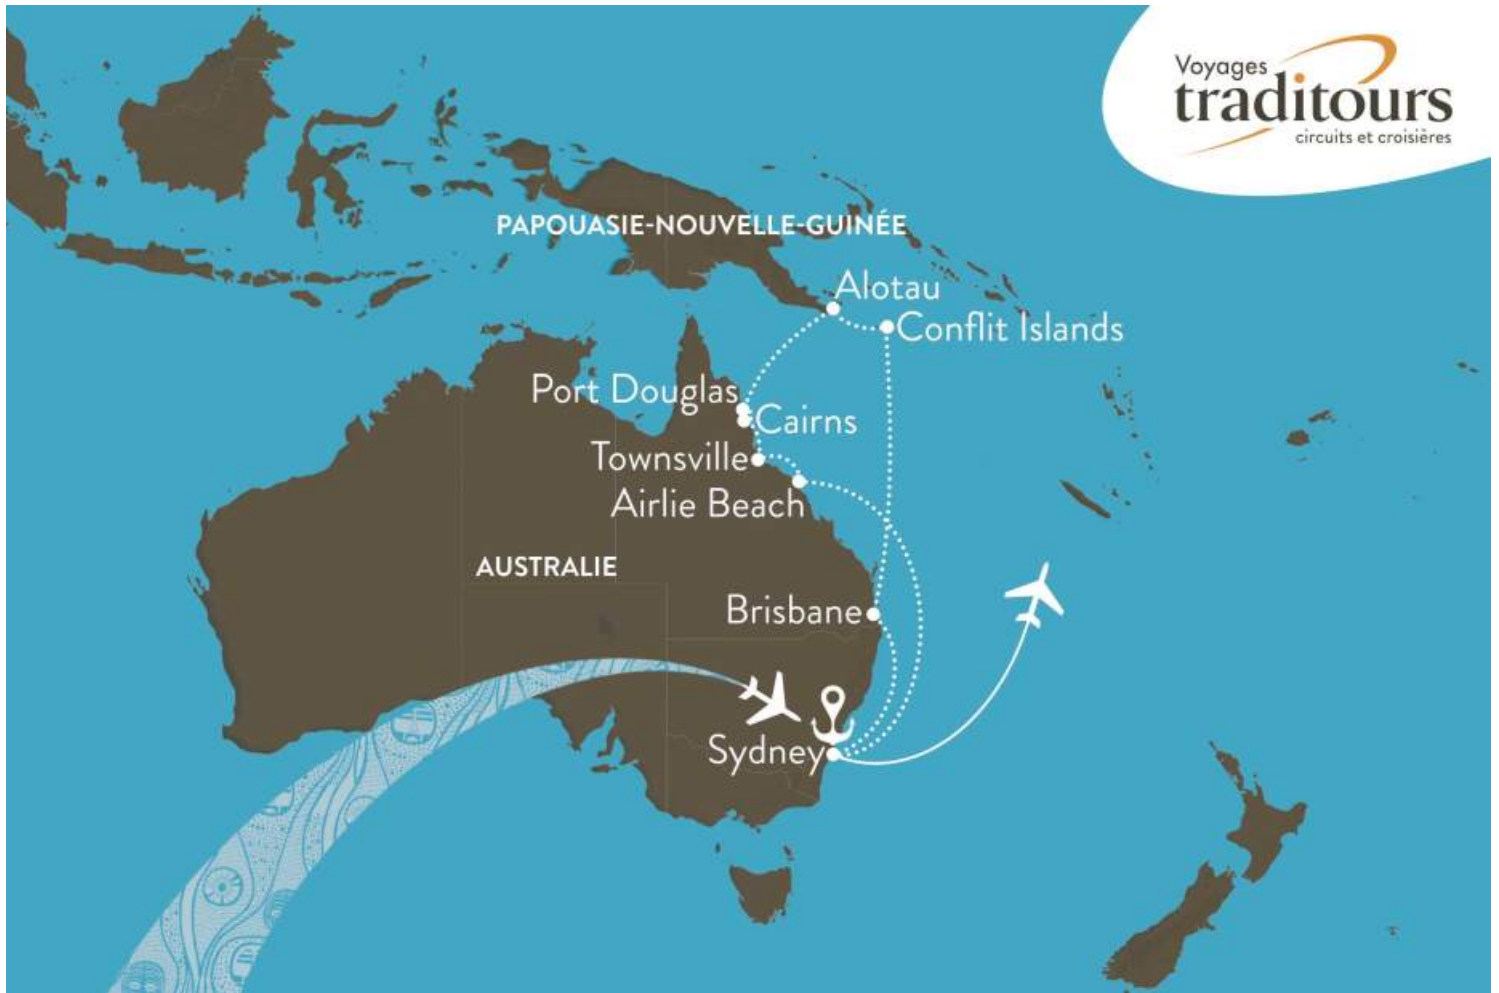 Voyages
traditours
circuits et croisières
PAPOUASIE-NOUVELLE-GUINÉE
Alotau
Conflit Islands
Port Douglas
Cairns
Townsville
Airlie Beach
AUSTRALIE
Brisbane
Sydney